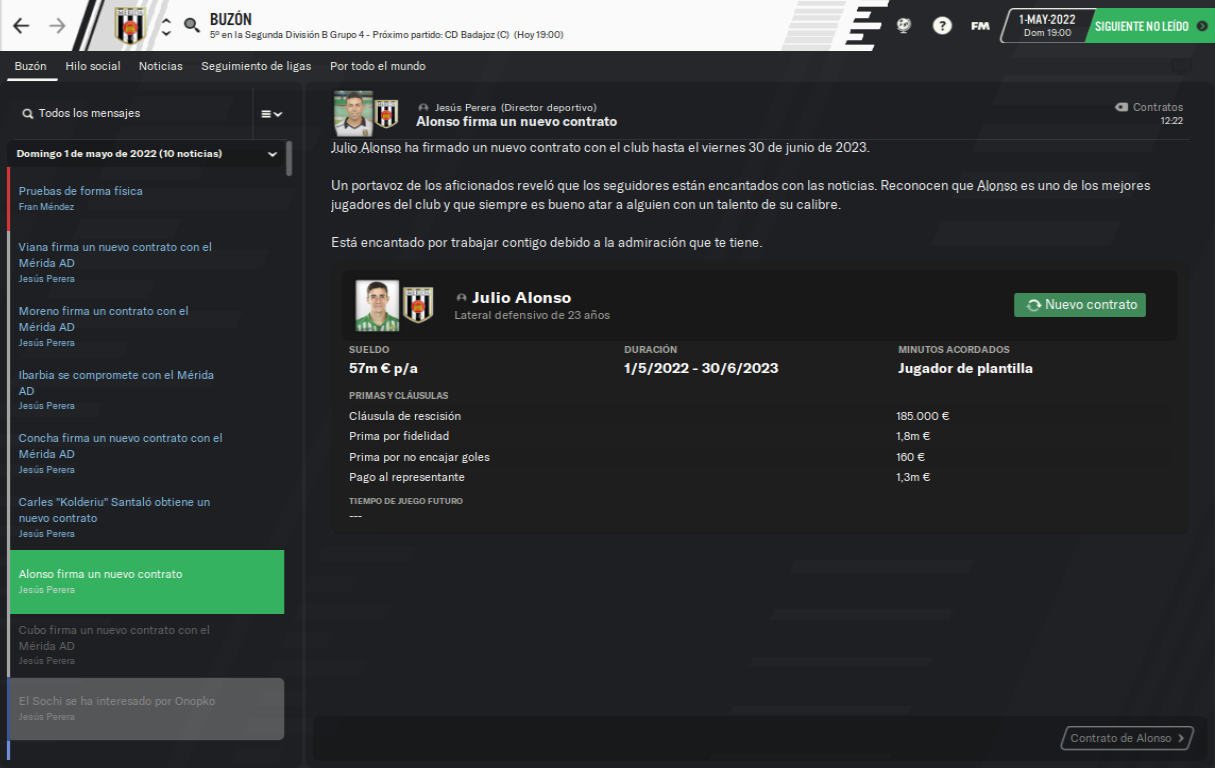 BUZÓN
5º en la Segunda División B Grupo 4 - Próximo partido: CD Badajoz (C) (Hoy 19:00)
?
FM
1-MAY-2022
Dom 19:00
SIGUIENTE NO LEÍDO
Buzón Hilo social Noticias Seguimiento de ligas Por todo el mundo
Todos los mensajes
Domingo 1 de mayo de 2022 (10 noticias)
Pruebas de forma física
Fran Méndez
Viana firma un nuevo contrato con el
Mérida AD
Jesús Perera
Moreno firma un contrato con el
Mérida AD
Jesús Perera
Ibarbia se compromete con el Mérida
AD
Jesús Perera
Concha firma un nuevo contrato con el
Mérida AD
Jesús Perera
Carles "Kolderiu" Santaló obtiene un
nuevo contrato
Jesús Perera
Alonso firma un nuevo contrato
Jesús Perera
Cubo firma un nuevo contrato con el
Mérida AD
Jesús Perera
El Sochi se ha interesado por Onopko
Jesús Perera
Jesús Perera (Director deportivo)
Alonso firma un nuevo contrato
Contratos
12:22
Julio Alonso ha firmado un nuevo contrato con el club hasta el viernes 30 de junio de 2023.
Un portavoz de los aficionados reveló que los seguidores están encantados con las noticias. Reconocen que Alonso es uno de los mejores
jugadores del club y que siempre es bueno atar a alguien con un talento de su calibre.
Está encantado por trabajar contigo debido a la admiración que te tiene.
Julio Alonso
Lateral defensivo de 23 años
Nuevo contrato
SUELDO DURACIÓN MINUTOS ACORDADOS
57m € p/a 1/5/2022 - 30/6/2023 Jugador de plantilla
PRIMAS Y CLÁUSULAS
Cláusula de rescisión 185.000 €
Prima por fidelidad 1,8m €
Prima por no encajar goles 160 €
Pago al representante 1,3m €
TIEMPO DE JUEGO FUTURO
---
Contrato de Alonso